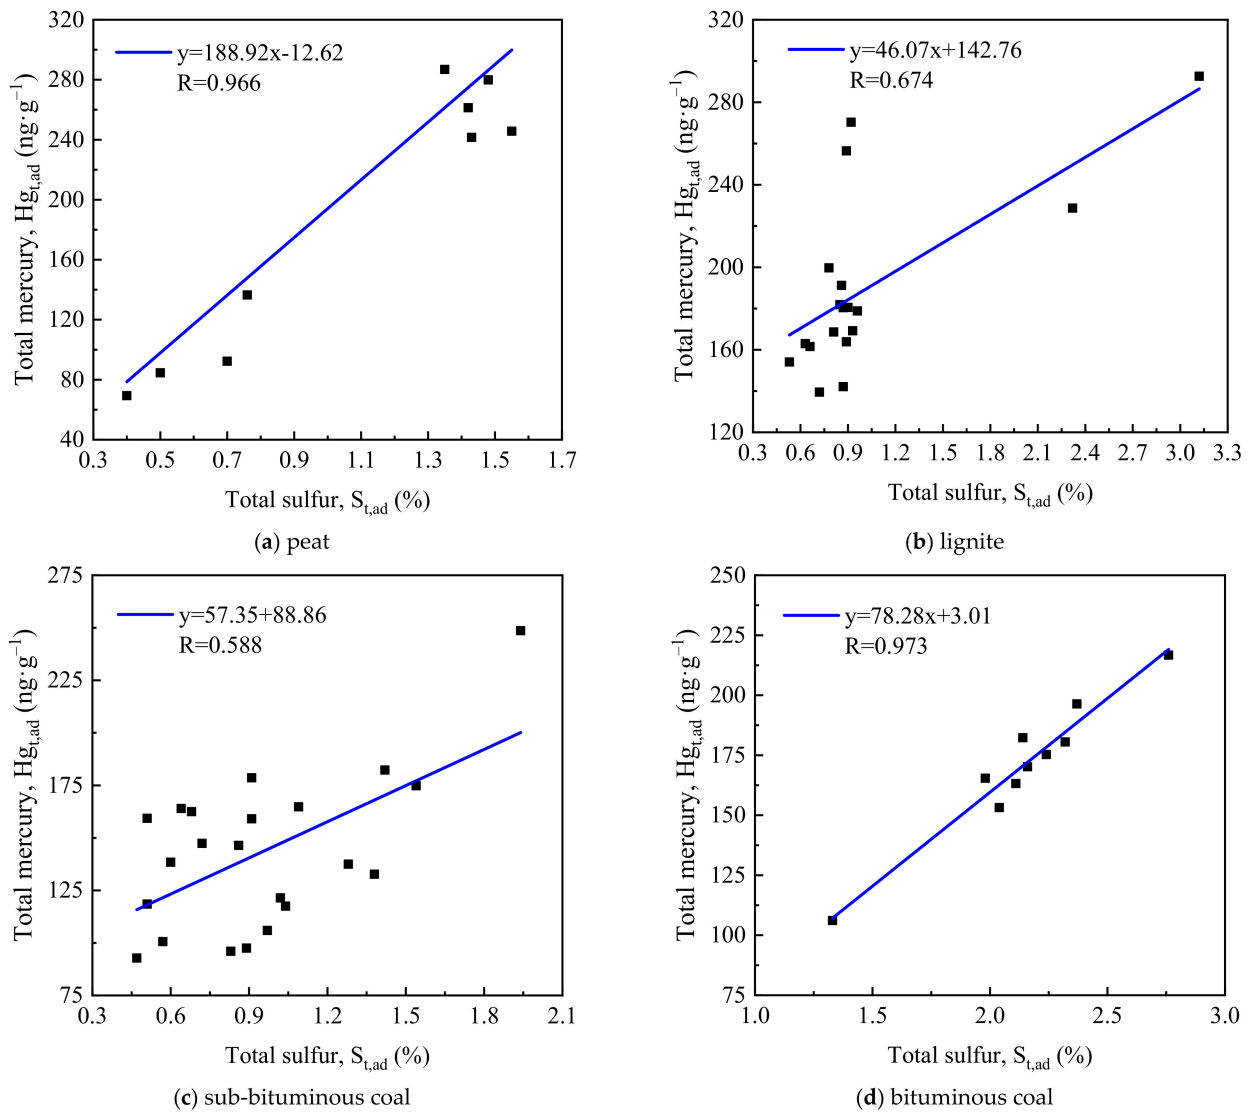 320
280
240
200
160
120
80
40
Total mercury, Hgt,ad (ng·g−1)
y=188.92x-12.62
R=0.966
0.3 0.5 0.7 0.9 1.1 1.3 1.5 1.7
Total sulfur, St,ad (%)
(a) peat
320
280
240
200
160
120
Total mercury, Hgt,ad (ng·g−1)
y=46.07x+142.76
R=0.674
0.3 0.6 0.9 1.2 1.5 1.8 2.1 2.4 2.7 3.0 3.3
Total sulfur, St,ad (%)
(b) lignite
275
225
175
125
75
Total mercury, Hgt,ad (ng·g−1)
y=57.35+88.86
R=0.588
0.3 0.6 0.9 1.2 1.5 1.8 2.1
Total sulfur, St,ad (%)
(c) sub-bituminous coal
250
225
200
175
150
125
100
75
Total mercury, Hgt,ad (ng·g−1)
y=78.28x+3.01
R=0.973
1.0 1.5 2.0 2.5 3.0
Total sulfur, St,ad (%)
(d) bituminous coal